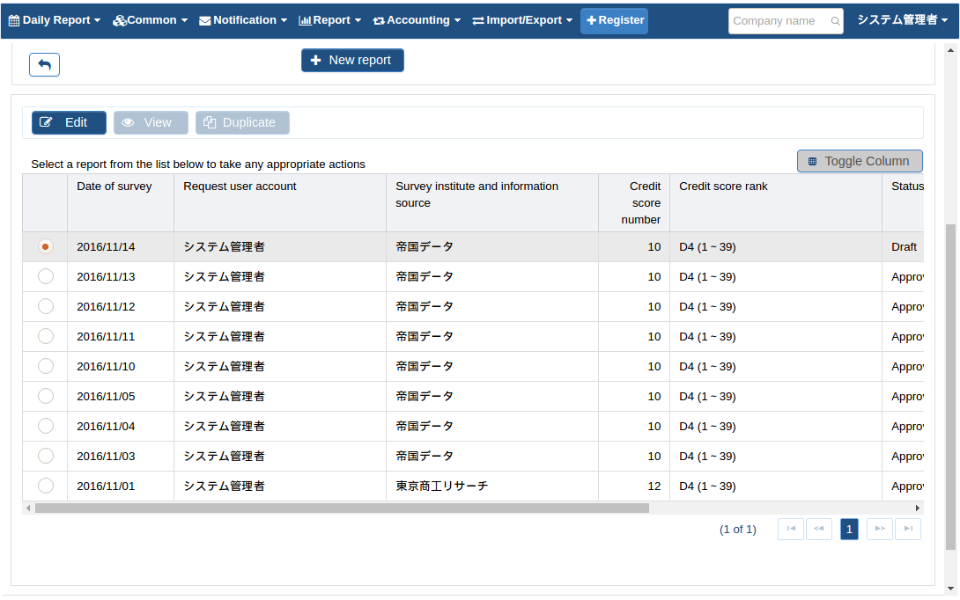 Daily Report Common Notification Report Accounting Import/Export Register Company name システム管理者
New report
Edit View Duplicate
Select a report from the list below to take any appropriate actions Toggle Column
Date of survey Request user account Survey institute and information source Credit score number Credit score rank Status
2016/11/14 システム管理者 帝国データ 10 D4 (1 ~ 39) Draft
2016/11/13 システム管理者 帝国データ 10 D4 (1 ~ 39) Appro
2016/11/12 システム管理者 帝国データ 10 D4 (1 ~ 39) Appro
2016/11/11 システム管理者 帝国データ 10 D4 (1 ~ 39) Appro
2016/11/10 システム管理者 帝国データ 10 D4 (1 ~ 39) Appro
2016/11/05 システム管理者 帝国データ 10 D4 (1 ~ 39) Appro
2016/11/04 システム管理者 帝国データ 10 D4 (1 ~ 39) Appro
2016/11/03 システム管理者 帝国データ 10 D4 (1 ~ 39) Appro
2016/11/01 システム管理者 東京商工リサーチ 12 D4 (1 ~ 39) Appro
(1 of 1) 1